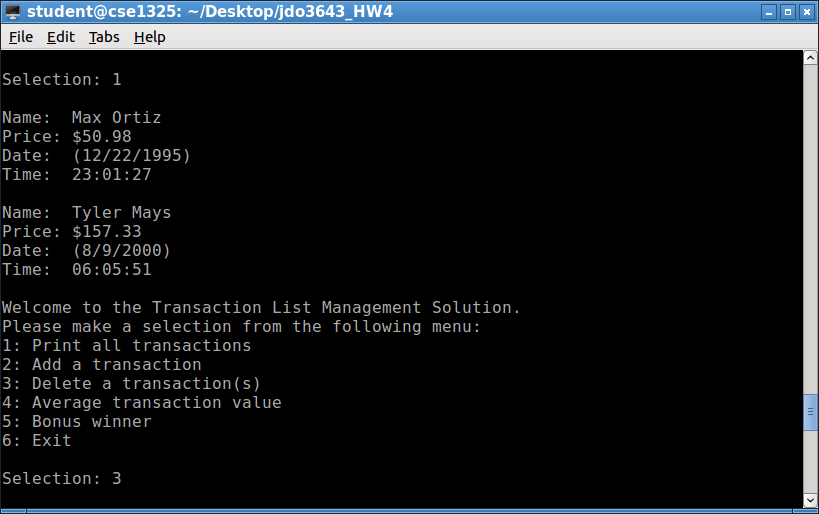 student@cse1325: ~/Desktop/jdo3643_HW4
File Edit Tabs Help
Selection: 1
Name:  Max Ortiz
Price: $50.98
Date:  (12/22/1995)
Time:  23:01:27
Name:  Tyler Mays
Price: $157.33
Date:  (8/9/2000)
Time:  06:05:51
Welcome to the Transaction List Management Solution.
Please make a selection from the following menu:
1: Print all transactions
2: Add a transaction
3: Delete a transaction(s)
4: Average transaction value
5: Bonus winner
6: Exit
Selection: 3